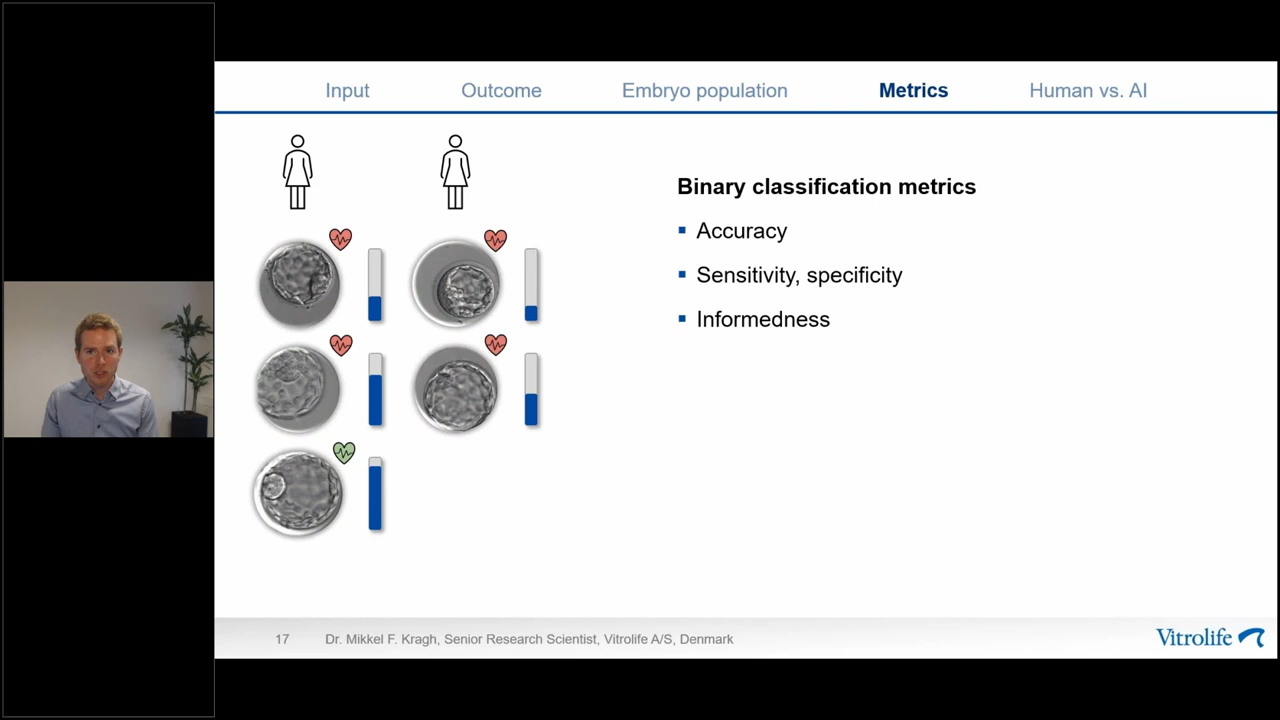 Input Outcome Embryo population Metrics Human vs. AI
Binary classification metrics
Accuracy
Sensitivity, specificity
Informedness
17 Dr. Mikkel F. Kragh, Senior Research Scientist, Vitrolife A/S, Denmark
Vitrolife